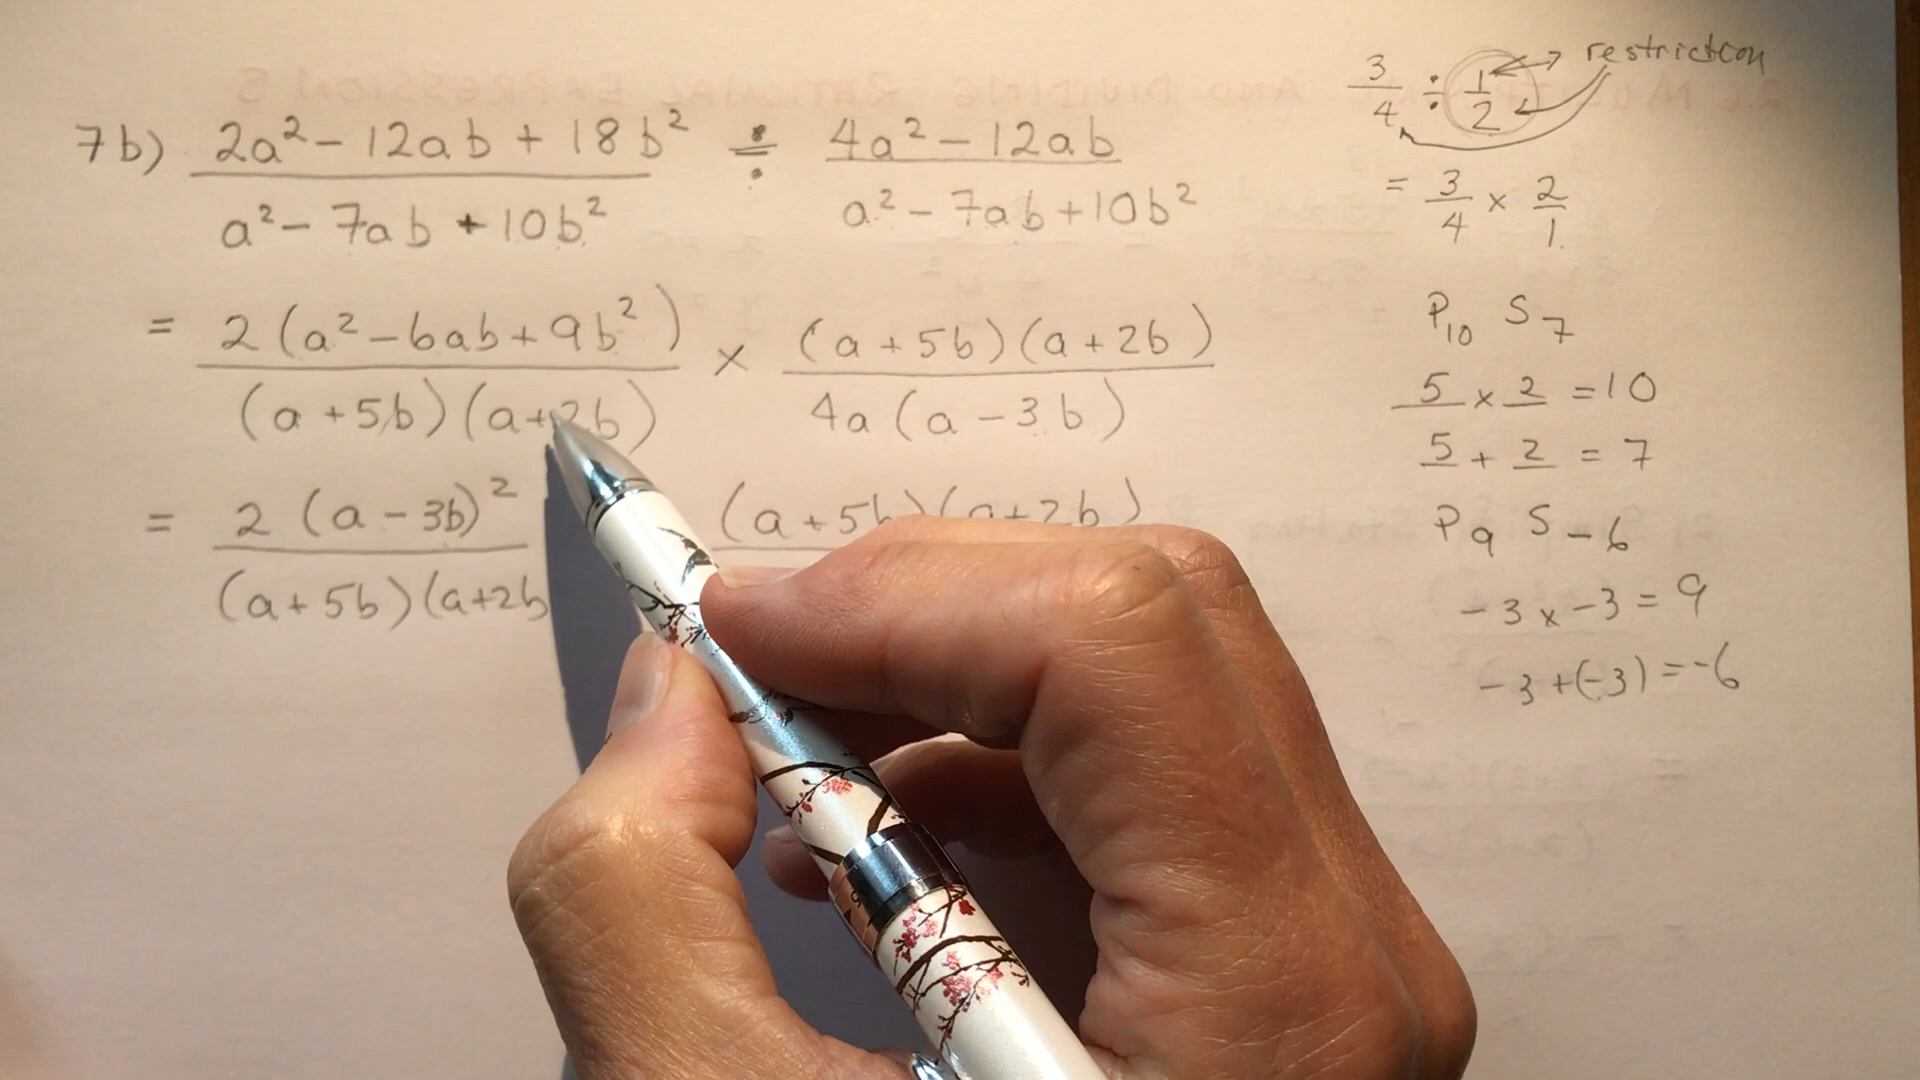 7b) 2a² - 12ab + 18b² ÷ 4a² - 12ab
a² - 7ab + 10b² a² - 7ab + 10b²
= 2(a² - 6ab + 9b²) × (a + 5b)(a + 2b)
(a + 5b)(a + 2b) 4a(a - 3b)
= 2(a - 3b)² (a + 5b)(a + 2b)
(a + 5b)(a + 2b
3/4 ÷ 1/2 restriction
= 3/4 × 2/1
P10 S7
5 × 2 = 10
5 + 2 = 7
P9 S-6
-3 × -3 = 9
-3 + (-3) = -6